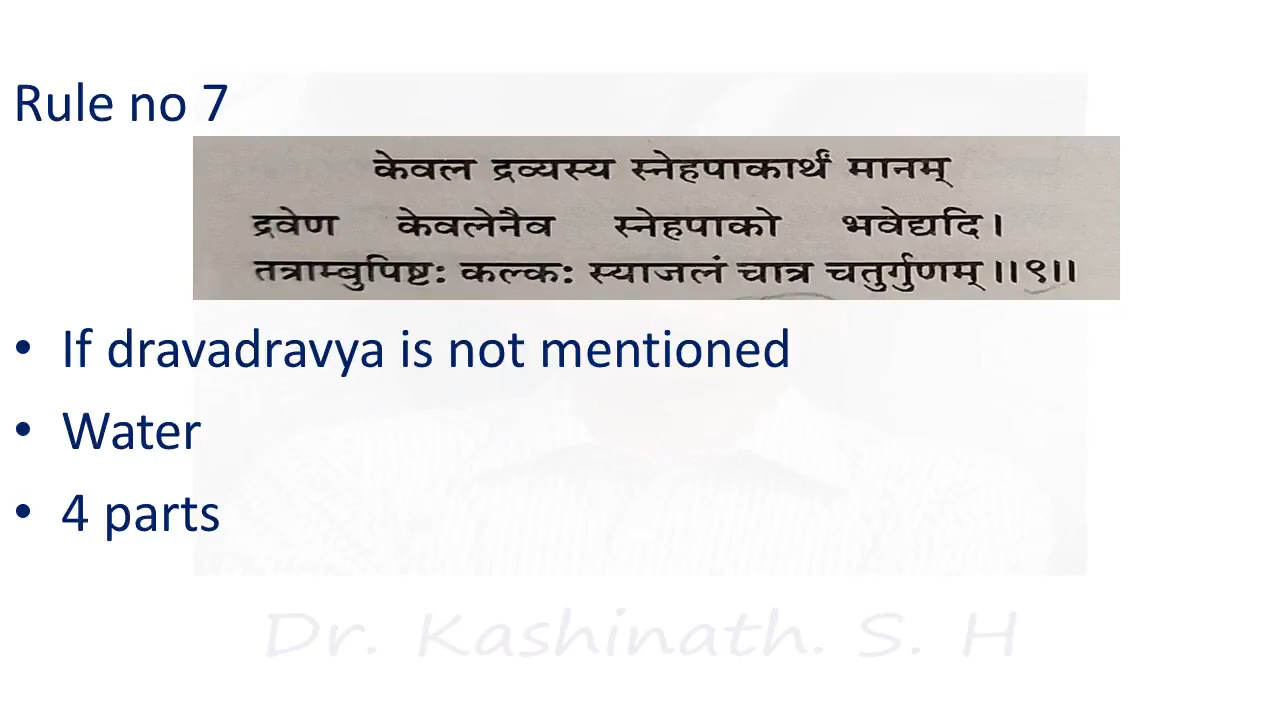 Rule no 7
केवल द्रव्यस्य स्नेहपाकार्थं मानम्
द्रवेण केवलेनैव स्नेहपाको भवेद्यदि।
तत्राम्बुपिष्टः कल्कः स्याजलं चात्र चतुर्गुणम्॥९॥
• If dravadravya is not mentioned
• Water
• 4 parts
Dr. Kashinath. S. H